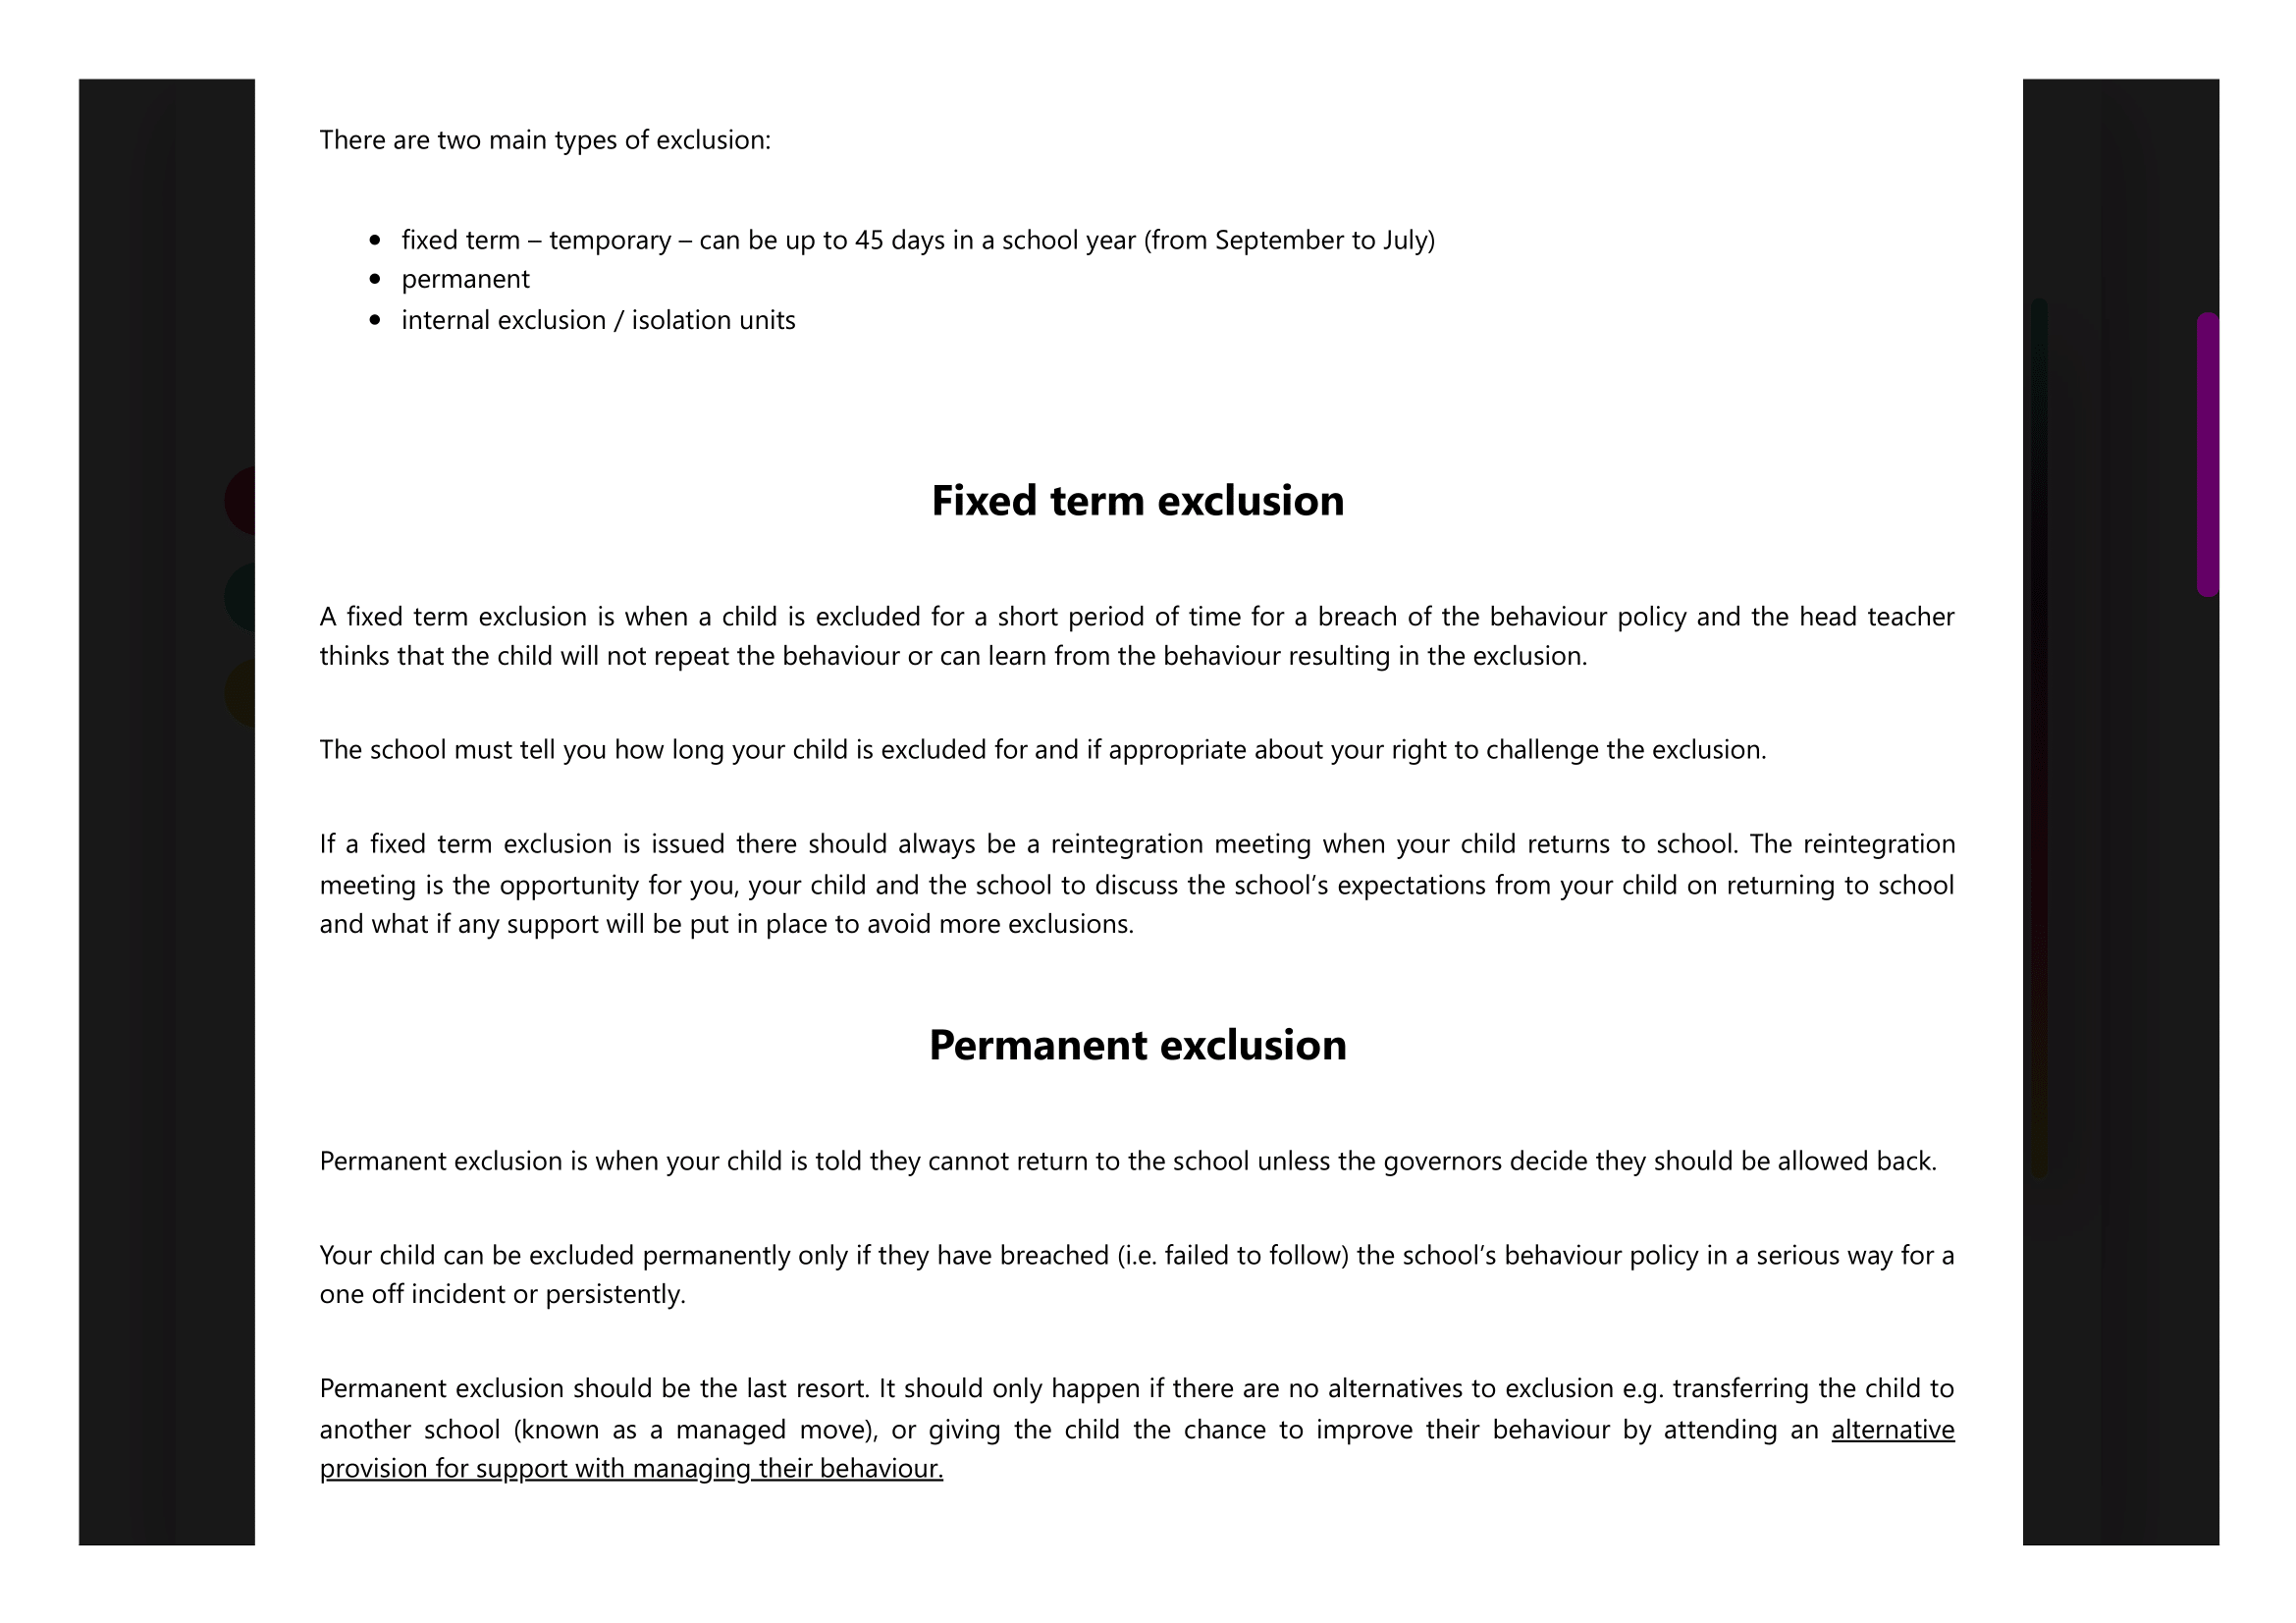 There are two main types of exclusion:
• fixed term – temporary – can be up to 45 days in a school year (from September to July)
• permanent
• internal exclusion / isolation units
Fixed term exclusion
A fixed term exclusion is when a child is excluded for a short period of time for a breach of the behaviour policy and the head teacher
thinks that the child will not repeat the behaviour or can learn from the behaviour resulting in the exclusion.
The school must tell you how long your child is excluded for and if appropriate about your right to challenge the exclusion.
If a fixed term exclusion is issued there should always be a reintegration meeting when your child returns to school. The reintegration
meeting is the opportunity for you, your child and the school to discuss the school’s expectations from your child on returning to school
and what if any support will be put in place to avoid more exclusions.
Permanent exclusion
Permanent exclusion is when your child is told they cannot return to the school unless the governors decide they should be allowed back.
Your child can be excluded permanently only if they have breached (i.e. failed to follow) the school’s behaviour policy in a serious way for a
one off incident or persistently.
Permanent exclusion should be the last resort. It should only happen if there are no alternatives to exclusion e.g. transferring the child to
another school (known as a managed move), or giving the child the chance to improve their behaviour by attending an alternative
provision for support with managing their behaviour.